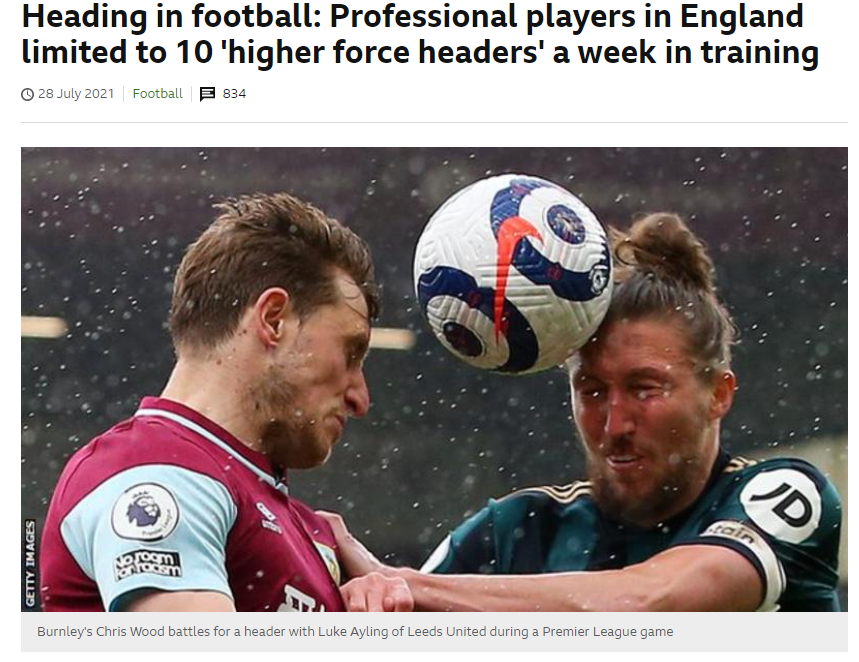 Heading in football: Professional players in England
limited to 10 'higher force headers' a week in training
28 July 2021 Football 834
JD
No room
for racism
GETTY IMAGES
Burnley's Chris Wood battles for a header with Luke Ayling of Leeds United during a Premier League game